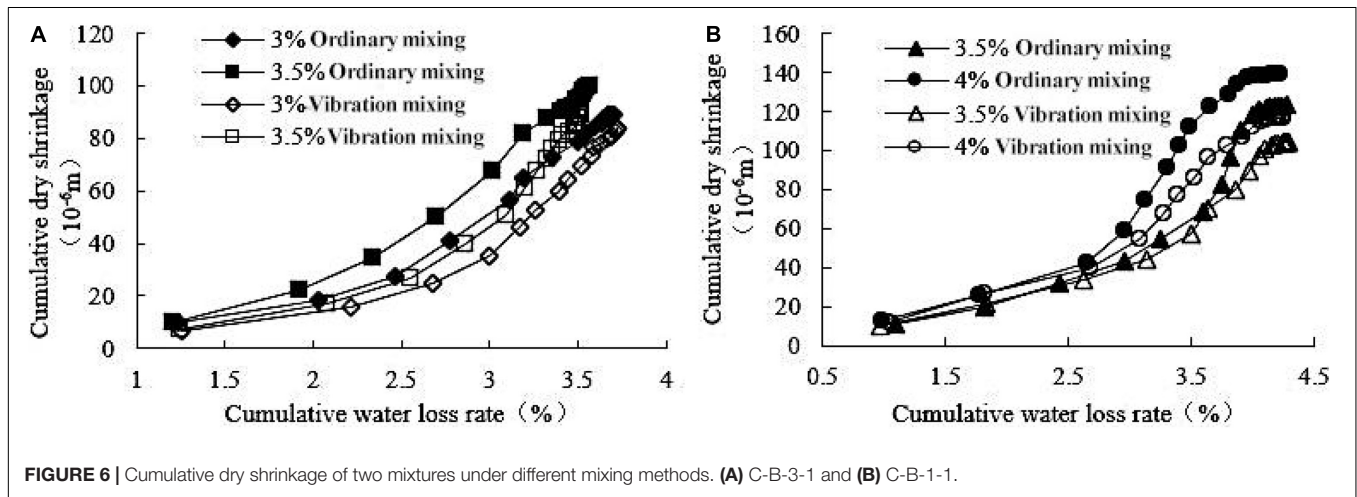 A
Cumulative dry shrinkage
（10⁻⁶m）
120
100
80
60
40
20
0
3% Ordinary mixing
3.5% Ordinary mixing
3% Vibration mixing
3.5% Vibration mixing
1
1.5
2
2.5
3
3.5
4
Cumulative water loss rate（%）
B
Cumulative dry shrinkage
（10⁻⁶m）
160
140
120
100
80
60
40
20
0
3.5% Ordinary mixing
4% Ordinary mixing
3.5% Vibration mixing
4% Vibration mixing
0.5
1.5
2.5
3.5
4.5
Cumulative water loss rate（%）
FIGURE 6 | Cumulative dry shrinkage of two mixtures under different mixing methods. (A) C-B-3-1 and (B) C-B-1-1.